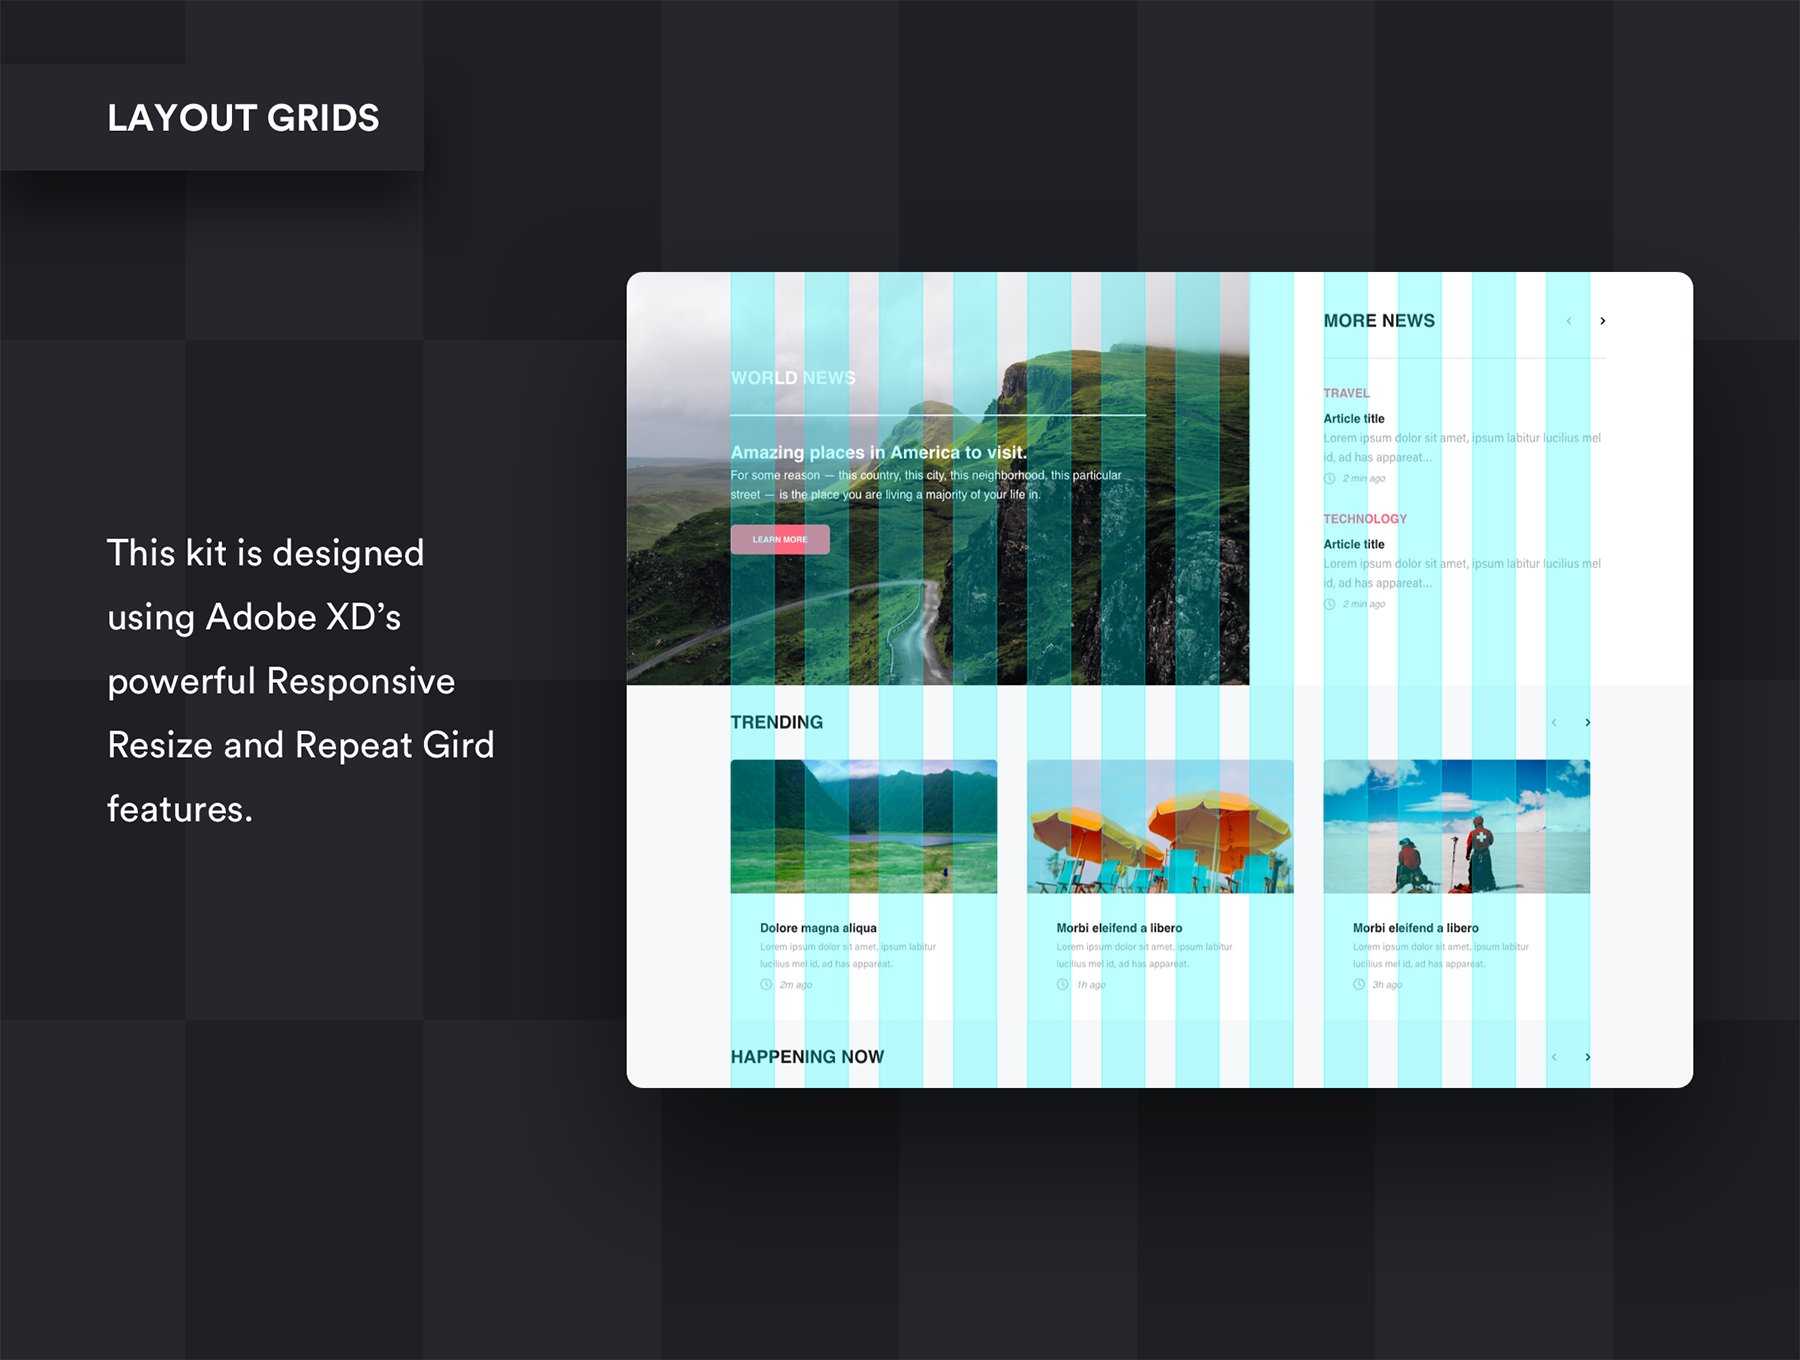 LAYOUT GRIDS
This kit is designed
using Adobe XD’s
powerful Responsive
Resize and Repeat Gird
features.
WORLD NEWS
Amazing places in America to visit.
For some reason — this country, this city, this neighborhood, this particular
street — is the place you are living a majority of your life in.
LEARN MORE
MORE NEWS
TRAVEL
Article title
Lorem ipsum dolor sit amet, ipsum labitur lucilius mel
id, ad has appareat...
2 min ago
TECHNOLOGY
Article title
Lorem ipsum dolor sit amet, ipsum labitur lucilius mel
id, ad has appareat...
2 min ago
TRENDING
Dolore magna aliqua
Lorem ipsum dolor sit amet, ipsum labitur
lucilius mel id, ad has appareat.
2m ago
Morbi eleifend a libero
Lorem ipsum dolor sit amet, ipsum labitur
lucilius mel id, ad has appareat.
1h ago
Morbi eleifend a libero
Lorem ipsum dolor sit amet, ipsum labitur
lucilius mel id, ad has appareat.
3h ago
HAPPENING NOW